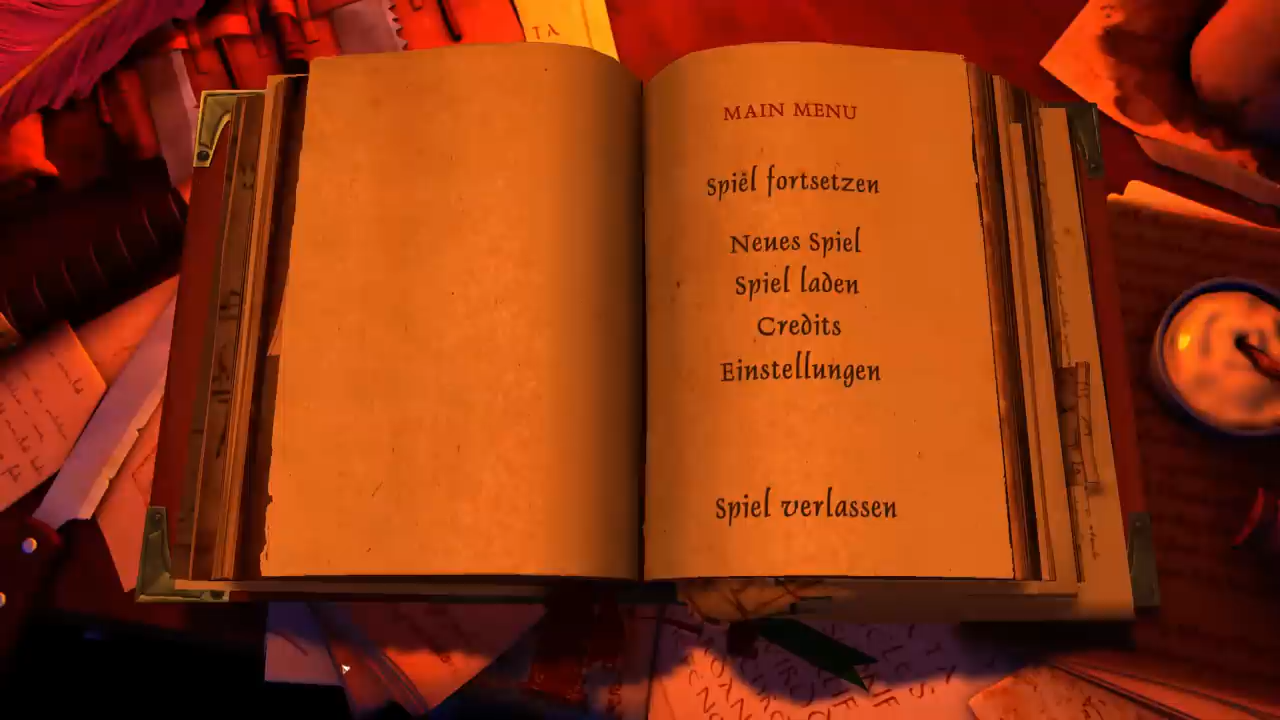 MAIN MENU
Spiel fortsetzen
Neues Spiel
Spiel laden
Credits
Einstellungen
Spiel verlassen